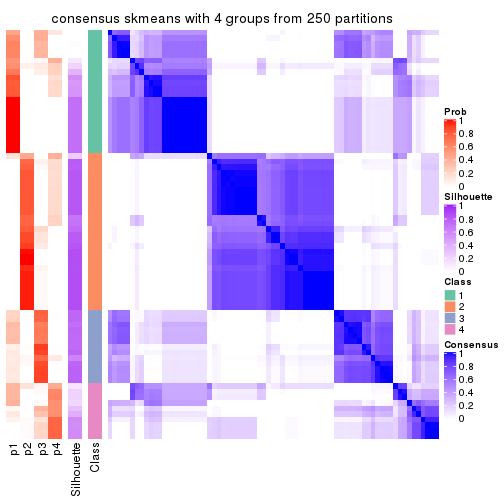 consensus skmeans with 4 groups from 250 partitions
Prob
1
0.8
0.6
0.4
0.2
0
Silhouette
1
0.8
0.6
0.4
0.2
0
Class
1
2
3
4
Consensus
1
0.8
0.6
0.4
0.2
0
p1
p2
p3
p4
Silhouette
Class